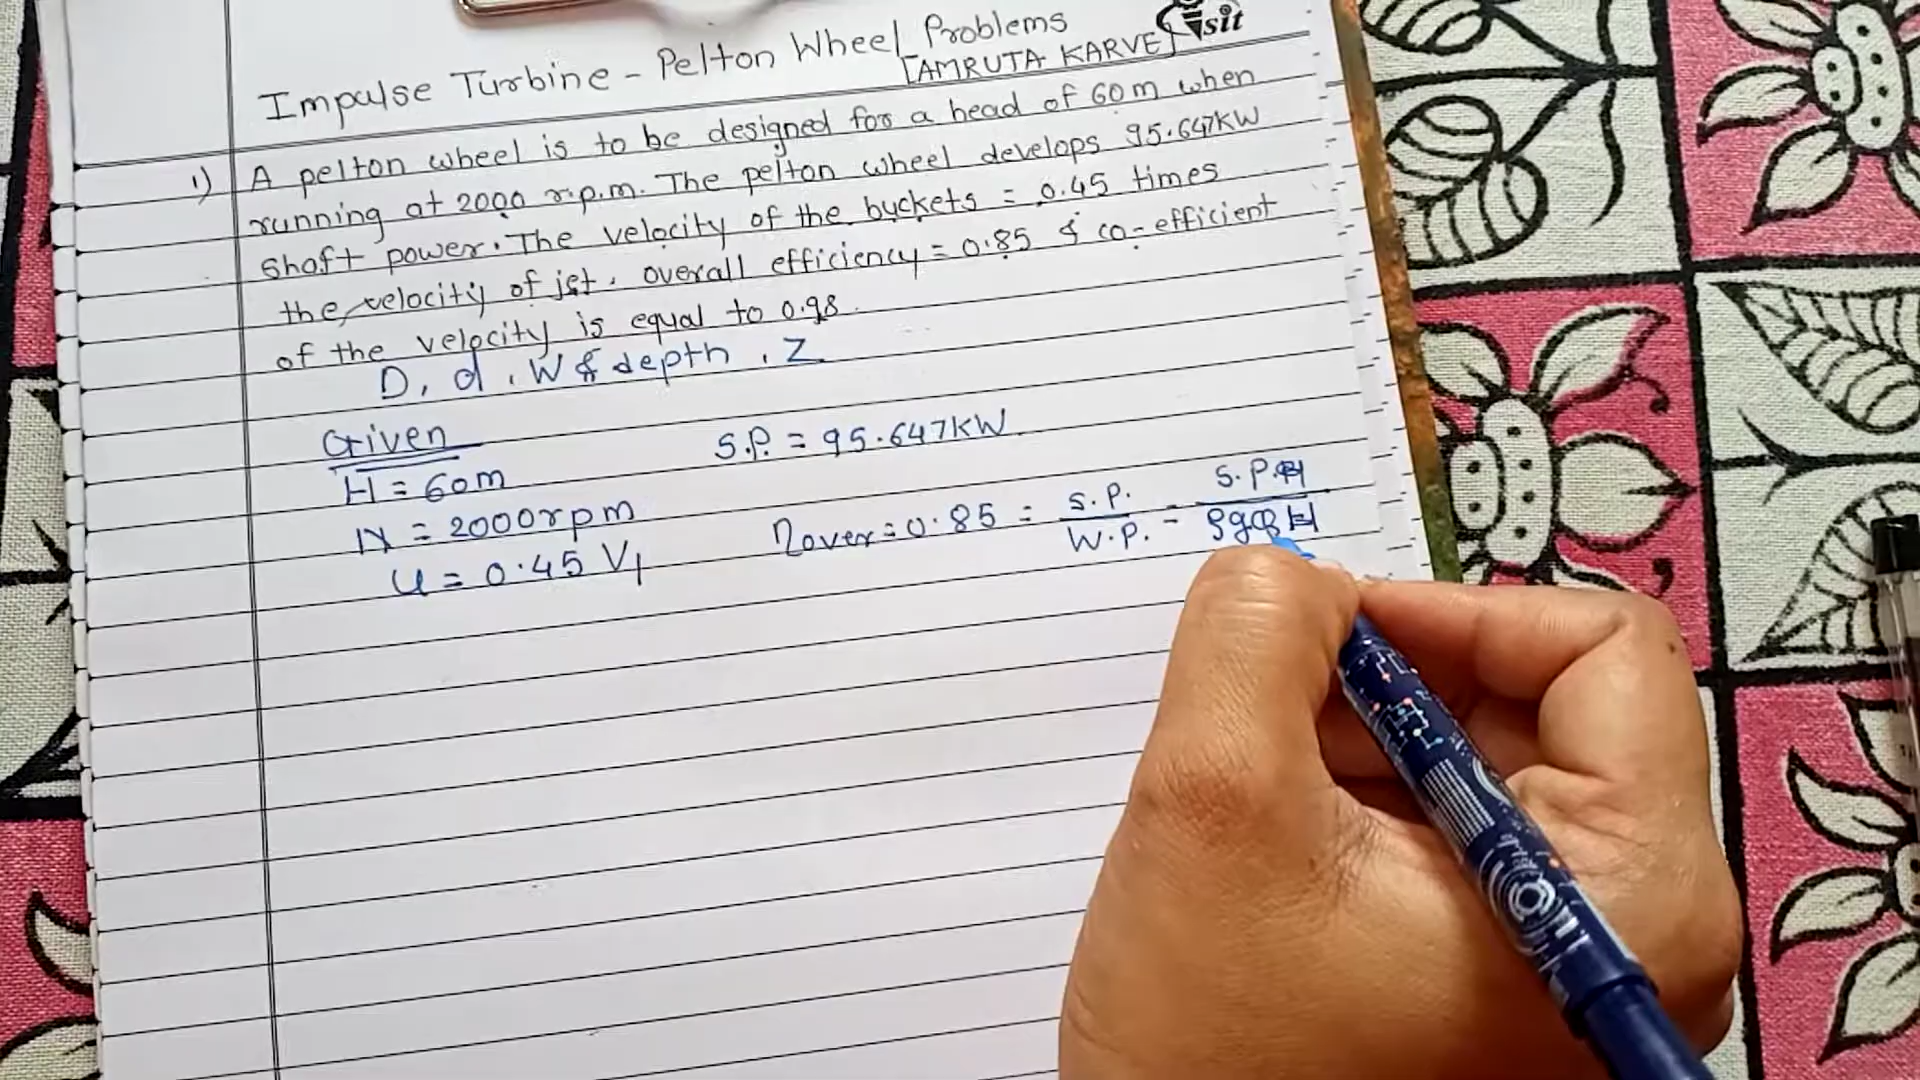 Impulse Turbine - Pelton Wheel Problems
[AMRUTA KARVE]
sit
1) A pelton wheel is to be designed for a head of 60m when
running at 2000 r.p.m. The pelton wheel develops 95.647KW
Shaft power. The velocity of the buckets = 0.45 times
the velocity of jet, overall efficiency = 0.85 & co-efficient
of the velocity is equal to 0.98.
D, d, W & depth, Z
Given
S.P. = 95.647KW
H = 60m
N = 2000rpm
ηover = 0.85 = S.P. / W.P. = S.P. / ρgQH
u = 0.45 V1